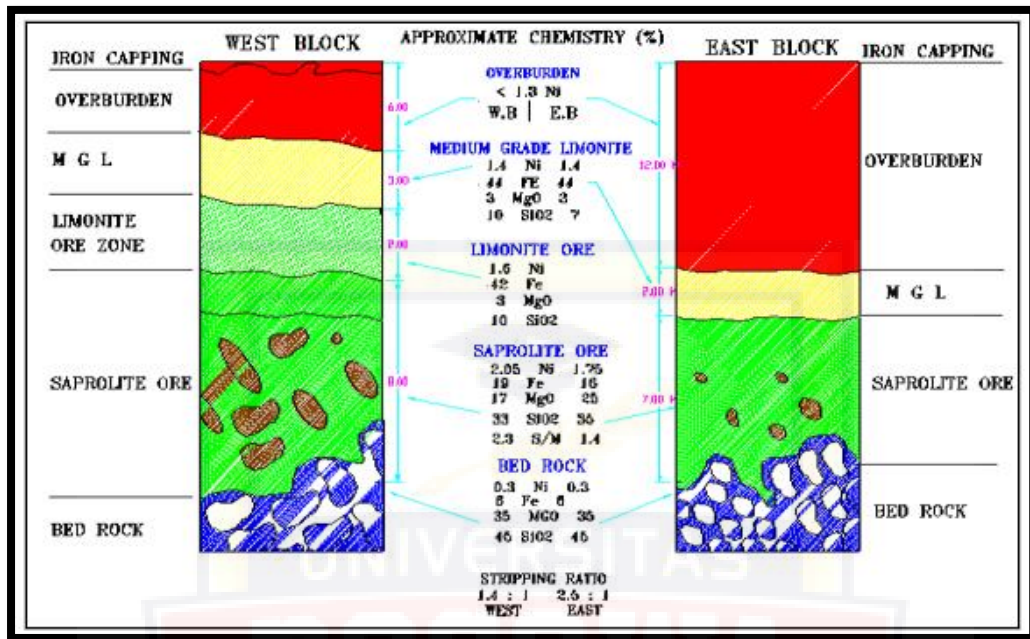 WEST BLOCK
APPROXIMATE CHEMISTRY (%)
EAST BLOCK
IRON CAPPING
OVERBURDEN
M G L
LIMONITE
ORE ZONE
SAPROLITE ORE
BED ROCK
6.00
3.00
2.00
8.00
OVERBURDEN
< 1.3 Ni
W.B | E.B
MEDIUM GRADE LIMONITE
1.4 Ni 1.4
44 FE 44
3 MgO 3
10 SiO2 7
LIMONITE ORE
1.5 Ni
42 Fe
3 MgO
10 SiO2
SAPROLITE ORE
2.05 Ni 1.75
19 Fe 16
17 MgO 25
33 SiO2 35
2.3 S/M 1.4
BED ROCK
0.3 Ni 0.3
6 Fe 6
35 MGO 35
45 SiO2 45
STRIPPING RATIO
1.4 : 1 2.5 : 1
WEST EAST
12.00 M
2.00 M
7.00 M
IRON CAPPING
OVERBURDEN
M G L
SAPROLITE ORE
BED ROCK
UNIVERSITAS